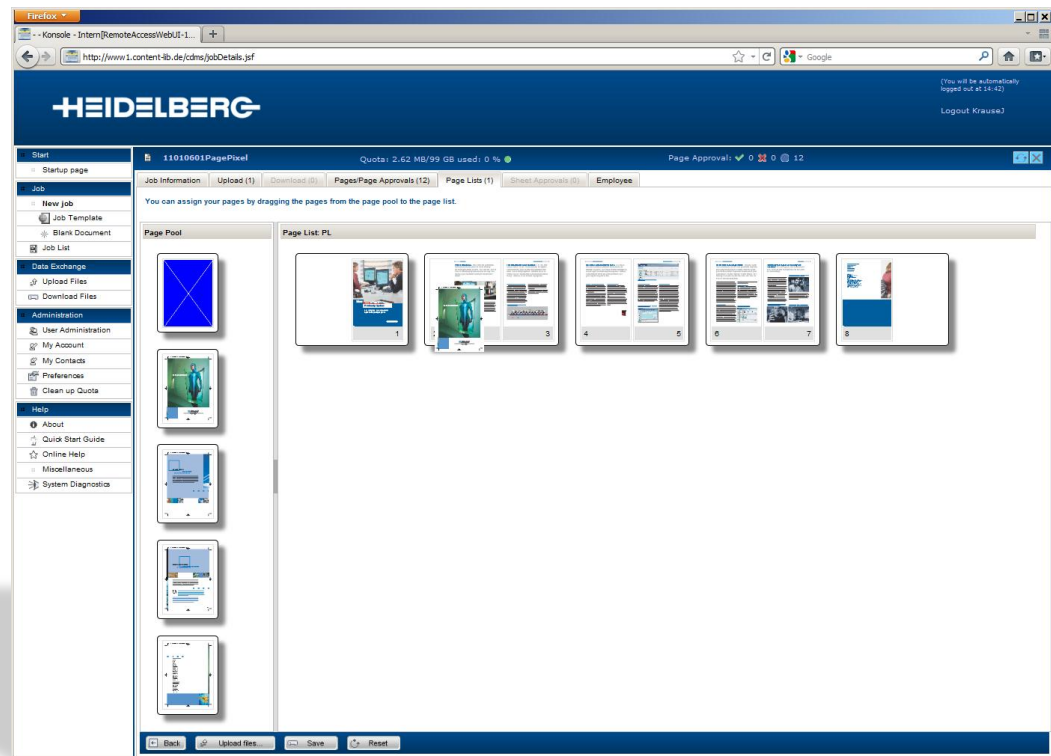 Firefox
- - Konsole - Intern[RemoteAccessWebUI-1...
http://www1.content-lb.de/cdms/jobDetails.jsf
Google
(You will be automatically
logged out at 14:42)
HEIDELBERG
Logout KrauseJ
Start
Startup page
Job
New job
Job Template
Blank Document
Job List
Data Exchange
Upload Files
Download Files
Administration
User Administration
My Account
My Contacts
Preferences
Clean up Quota
Help
About
Quick Start Guide
Online Help
Miscellaneous
System Diagnostics
11010601PagePixel
Quota: 2.62 MB/99 GB used: 0 %
Page Approval: 0 0 12
Job Information Upload (1) Download (0) Pages/Page Approvals (12) Page Lists (1) Sheet Approvals (0) Employee
You can assign your pages by dragging the pages from the page pool to the page list.
Page Pool
Page List: PL
1 3 4 5 6 7 8
Back Upload files... Save Reset